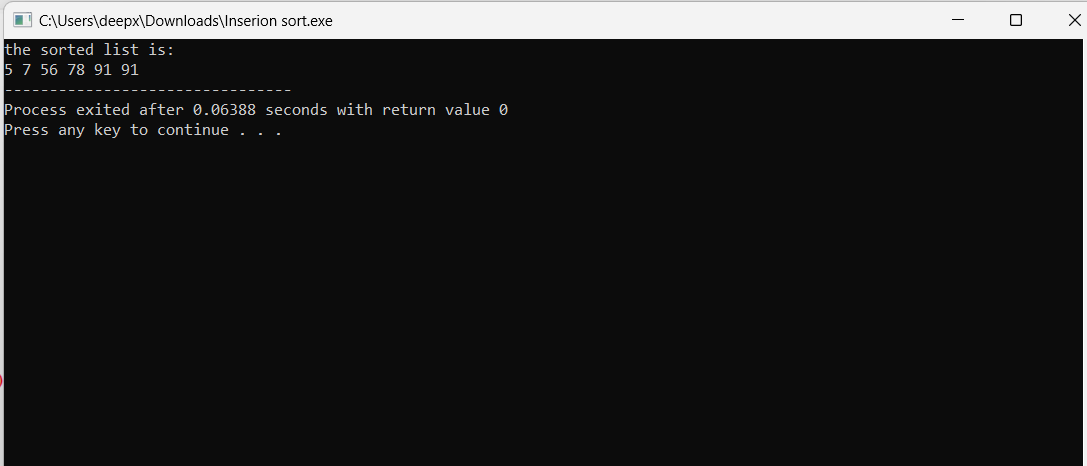 C:\Users\deepx\Downloads\Inserion sort.exe
the sorted list is:
5 7 56 78 91 91
--------------------------------
Process exited after 0.06388 seconds with return value 0
Press any key to continue . . .